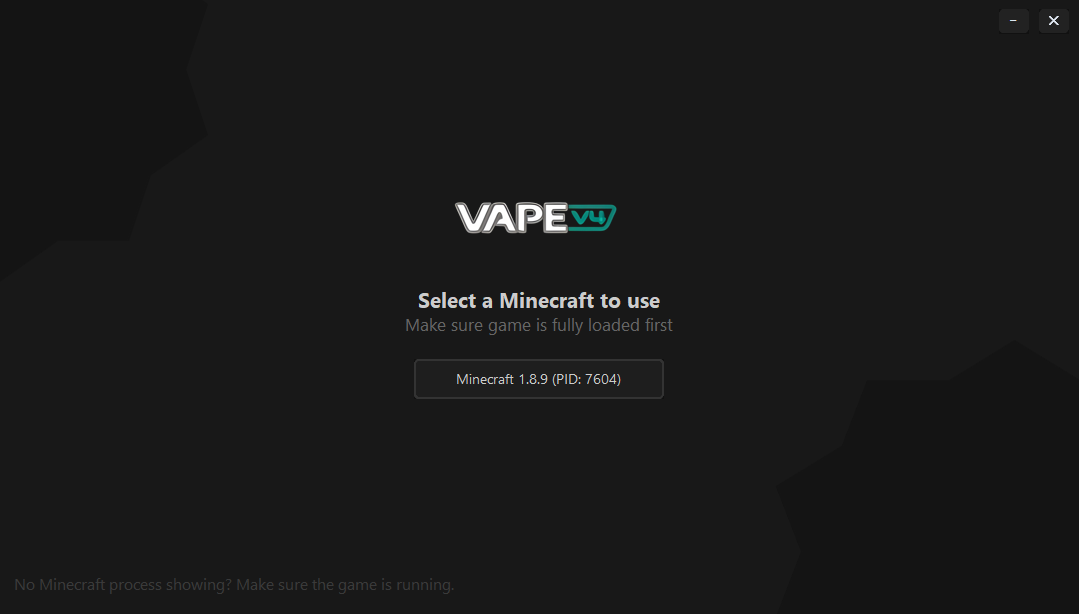 VAPE V4
Select a Minecraft to use
Make sure game is fully loaded first
Minecraft 1.8.9 (PID: 7604)
No Minecraft process showing? Make sure the game is running.